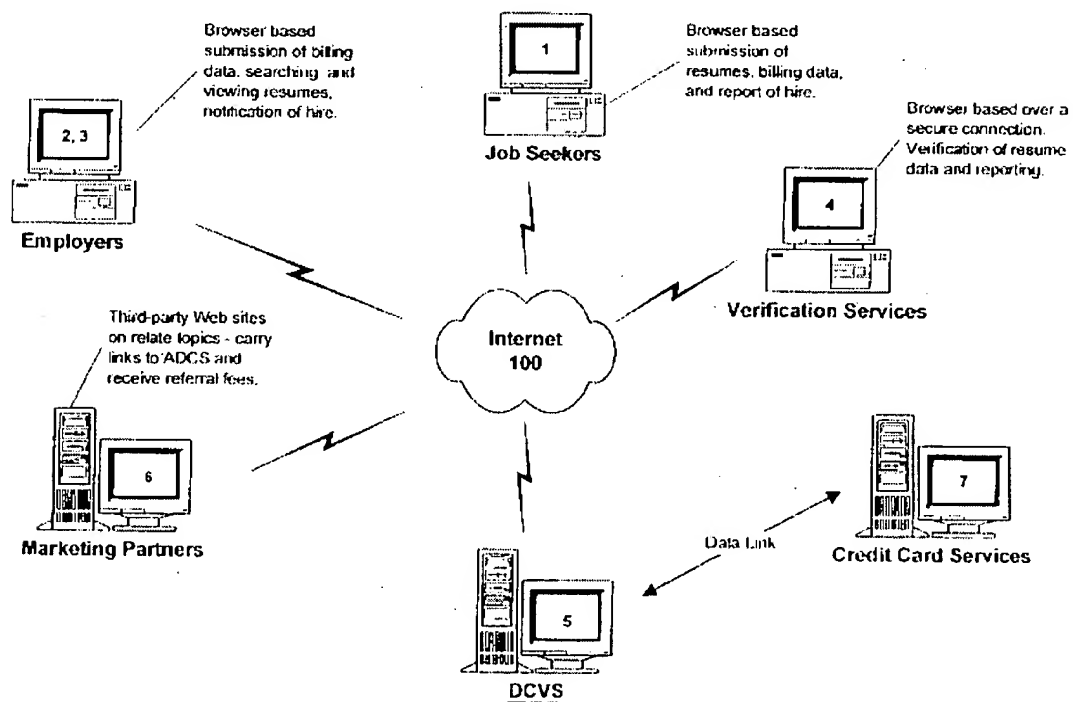 Browser based
submission of billing
data, searching and
viewing resumes,
notification of hire.
2, 3
Employers
1
Job Seekors
Browser based
submission of
resumes, billing data,
and report of hire.
Browser based over a
secure connection.
Verification of resume
data and reporting.
4
Verification Services
Internet
100
Third-party Web sites
on relate topics - carry
links to ADCS and
receive referral fees.
6
Marketing Partners
7
Credit Card Services
Data Link
5
DCVS